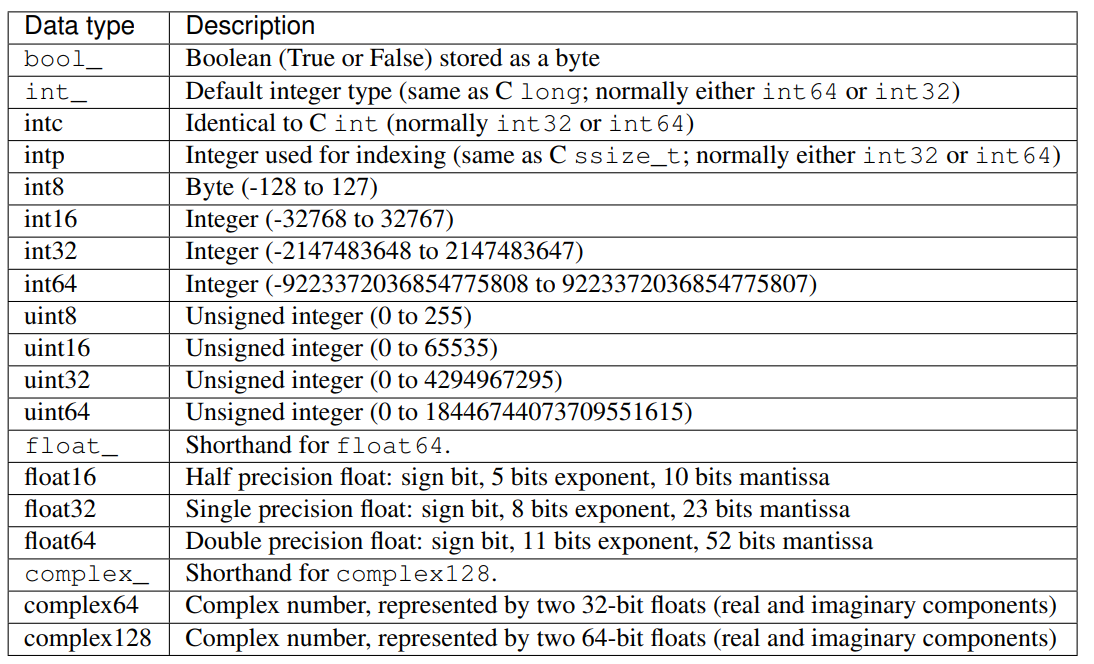 Data type Description
bool_ Boolean (True or False) stored as a byte
int_ Default integer type (same as C long; normally either int64 or int32)
intc Identical to C int (normally int32 or int64)
intp Integer used for indexing (same as C ssize_t; normally either int32 or int64)
int8 Byte (-128 to 127)
int16 Integer (-32768 to 32767)
int32 Integer (-2147483648 to 2147483647)
int64 Integer (-9223372036854775808 to 9223372036854775807)
uint8 Unsigned integer (0 to 255)
uint16 Unsigned integer (0 to 65535)
uint32 Unsigned integer (0 to 4294967295)
uint64 Unsigned integer (0 to 18446744073709551615)
float_ Shorthand for float64.
float16 Half precision float: sign bit, 5 bits exponent, 10 bits mantissa
float32 Single precision float: sign bit, 8 bits exponent, 23 bits mantissa
float64 Double precision float: sign bit, 11 bits exponent, 52 bits mantissa
complex_ Shorthand for complex128.
complex64 Complex number, represented by two 32-bit floats (real and imaginary components)
complex128 Complex number, represented by two 64-bit floats (real and imaginary components)